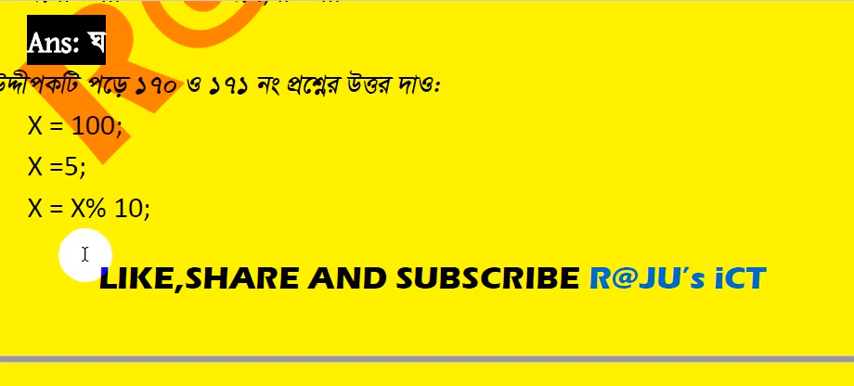 Ans: ঘ
উদ্দীপকটি পড়ে ১৭০ ও ১৭১ নং প্রশ্নের উত্তর দাও:
X = 100;
X =5;
X = X% 10;
LIKE,SHARE AND SUBSCRIBE R@JU's iCT